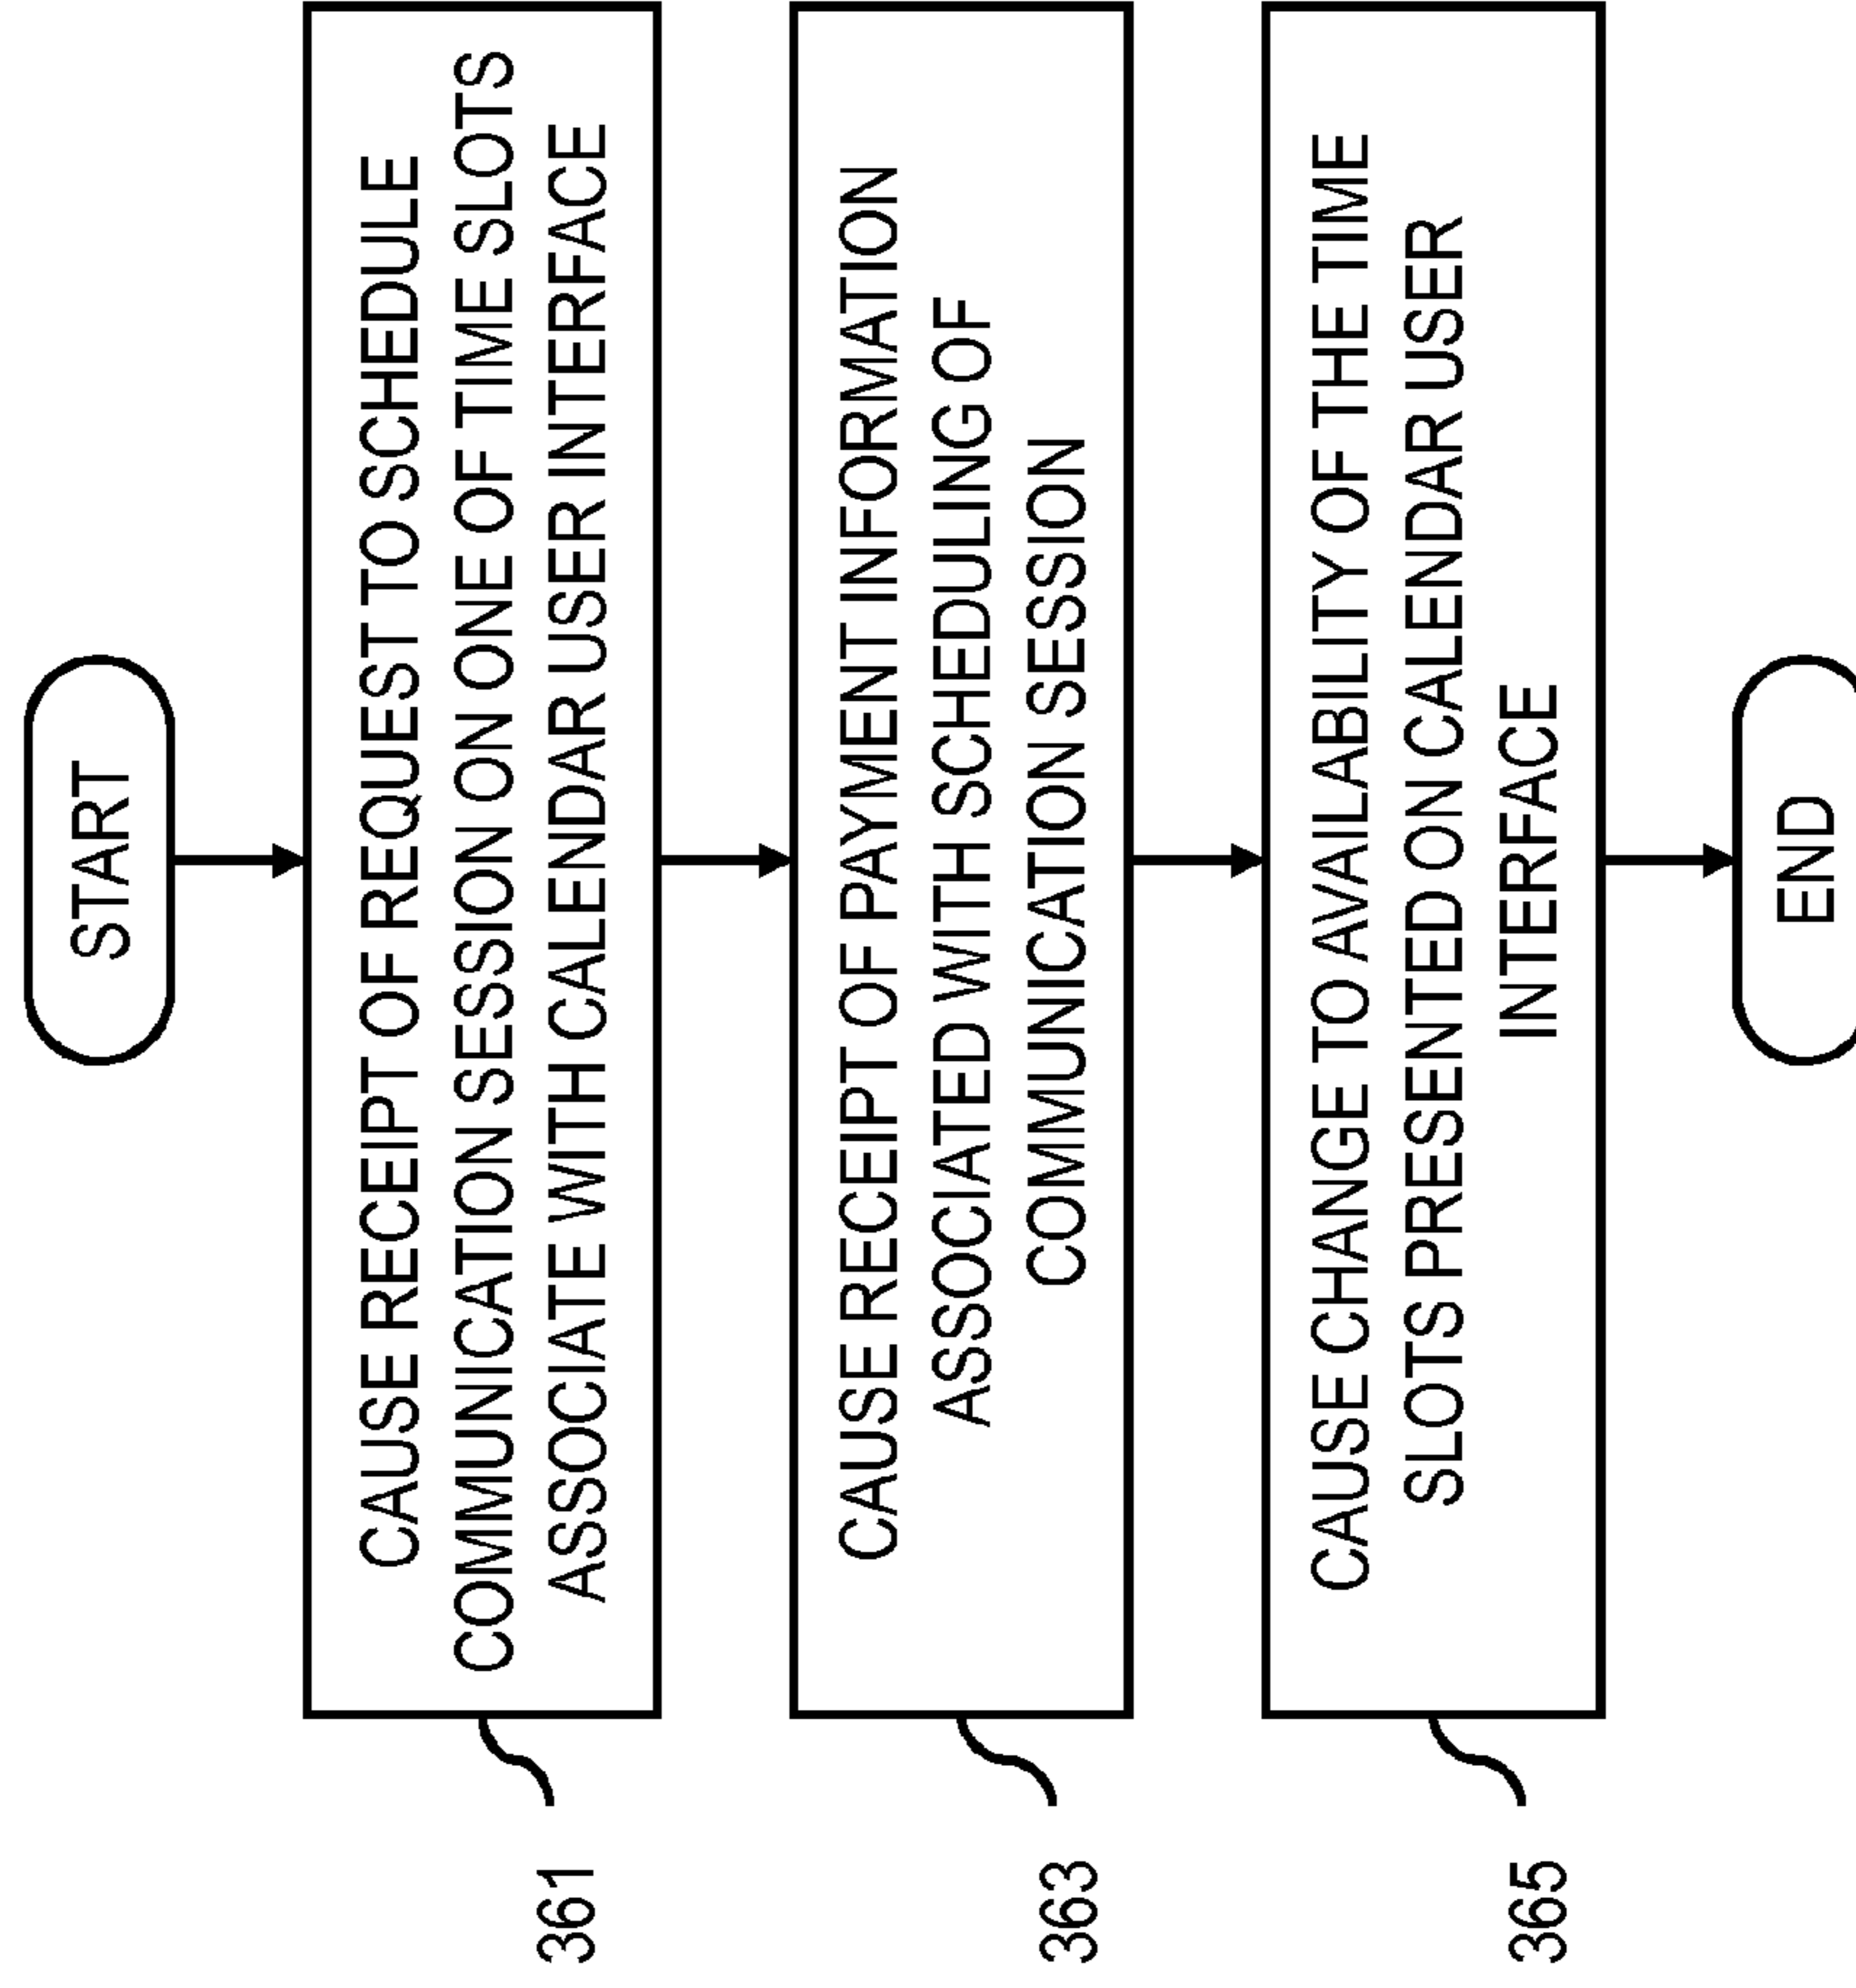 START
CAUSE RECEIPT OF REQUEST TO SCHEDULE
COMMUNICATION SESSION ON ONE OF TIME SLOTS
ASSOCIATE WITH CALENDAR USER INTERFACE
361
CAUSE RECEIPT OF PAYMENT INFORMATION
ASSOCIATED WITH SCHEDULING OF
COMMUNICATION SESSION
363
CAUSE CHANGE TO AVAILABILITY OF THE TIME
SLOTS PRESENTED ON CALENDAR USER
INTERFACE
365
END